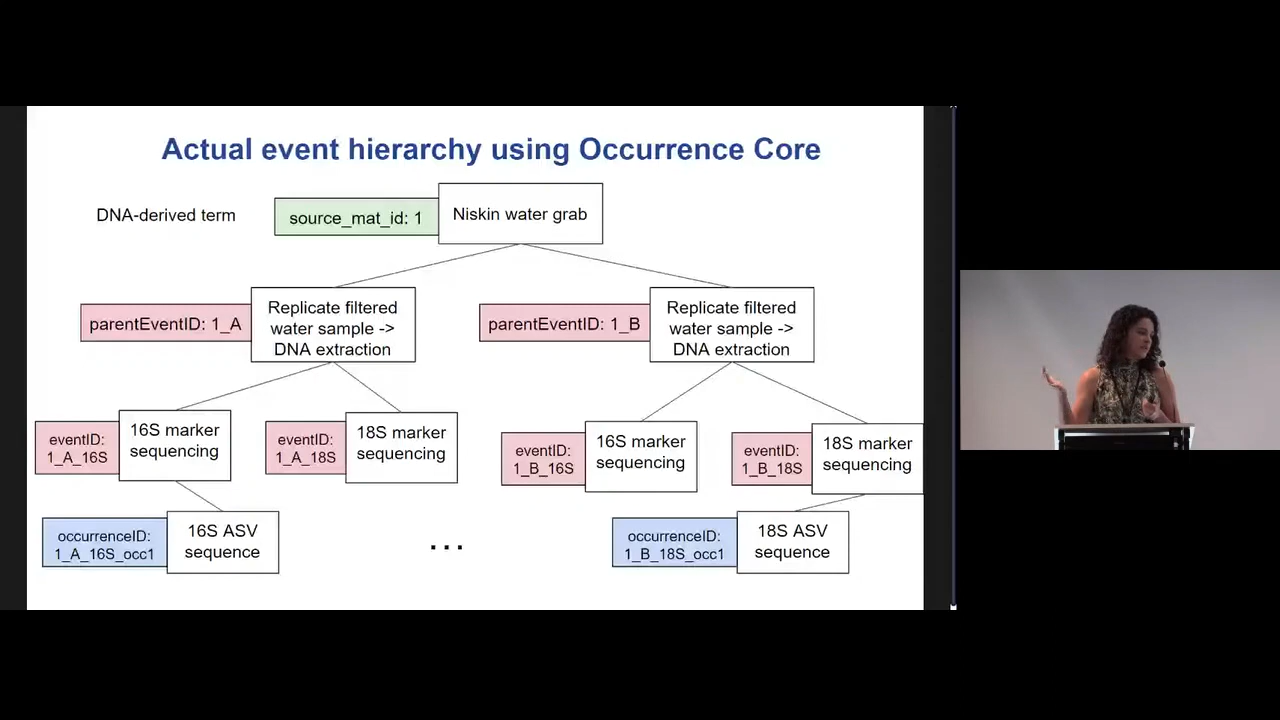 Actual event hierarchy using Occurrence Core
DNA-derived term
source_mat_id: 1
Niskin water grab
parentEventID: 1_A
Replicate filtered
water sample ->
DNA extraction
parentEventID: 1_B
Replicate filtered
water sample ->
DNA extraction
eventID:
1_A_16S
16S marker
sequencing
eventID:
1_A_18S
18S marker
sequencing
eventID:
1_B_16S
16S marker
sequencing
eventID:
1_B_18S
18S marker
sequencing
occurrenceID:
1_A_16S_occ1
16S ASV
sequence
...
occurrenceID:
1_B_18S_occ1
18S ASV
sequence